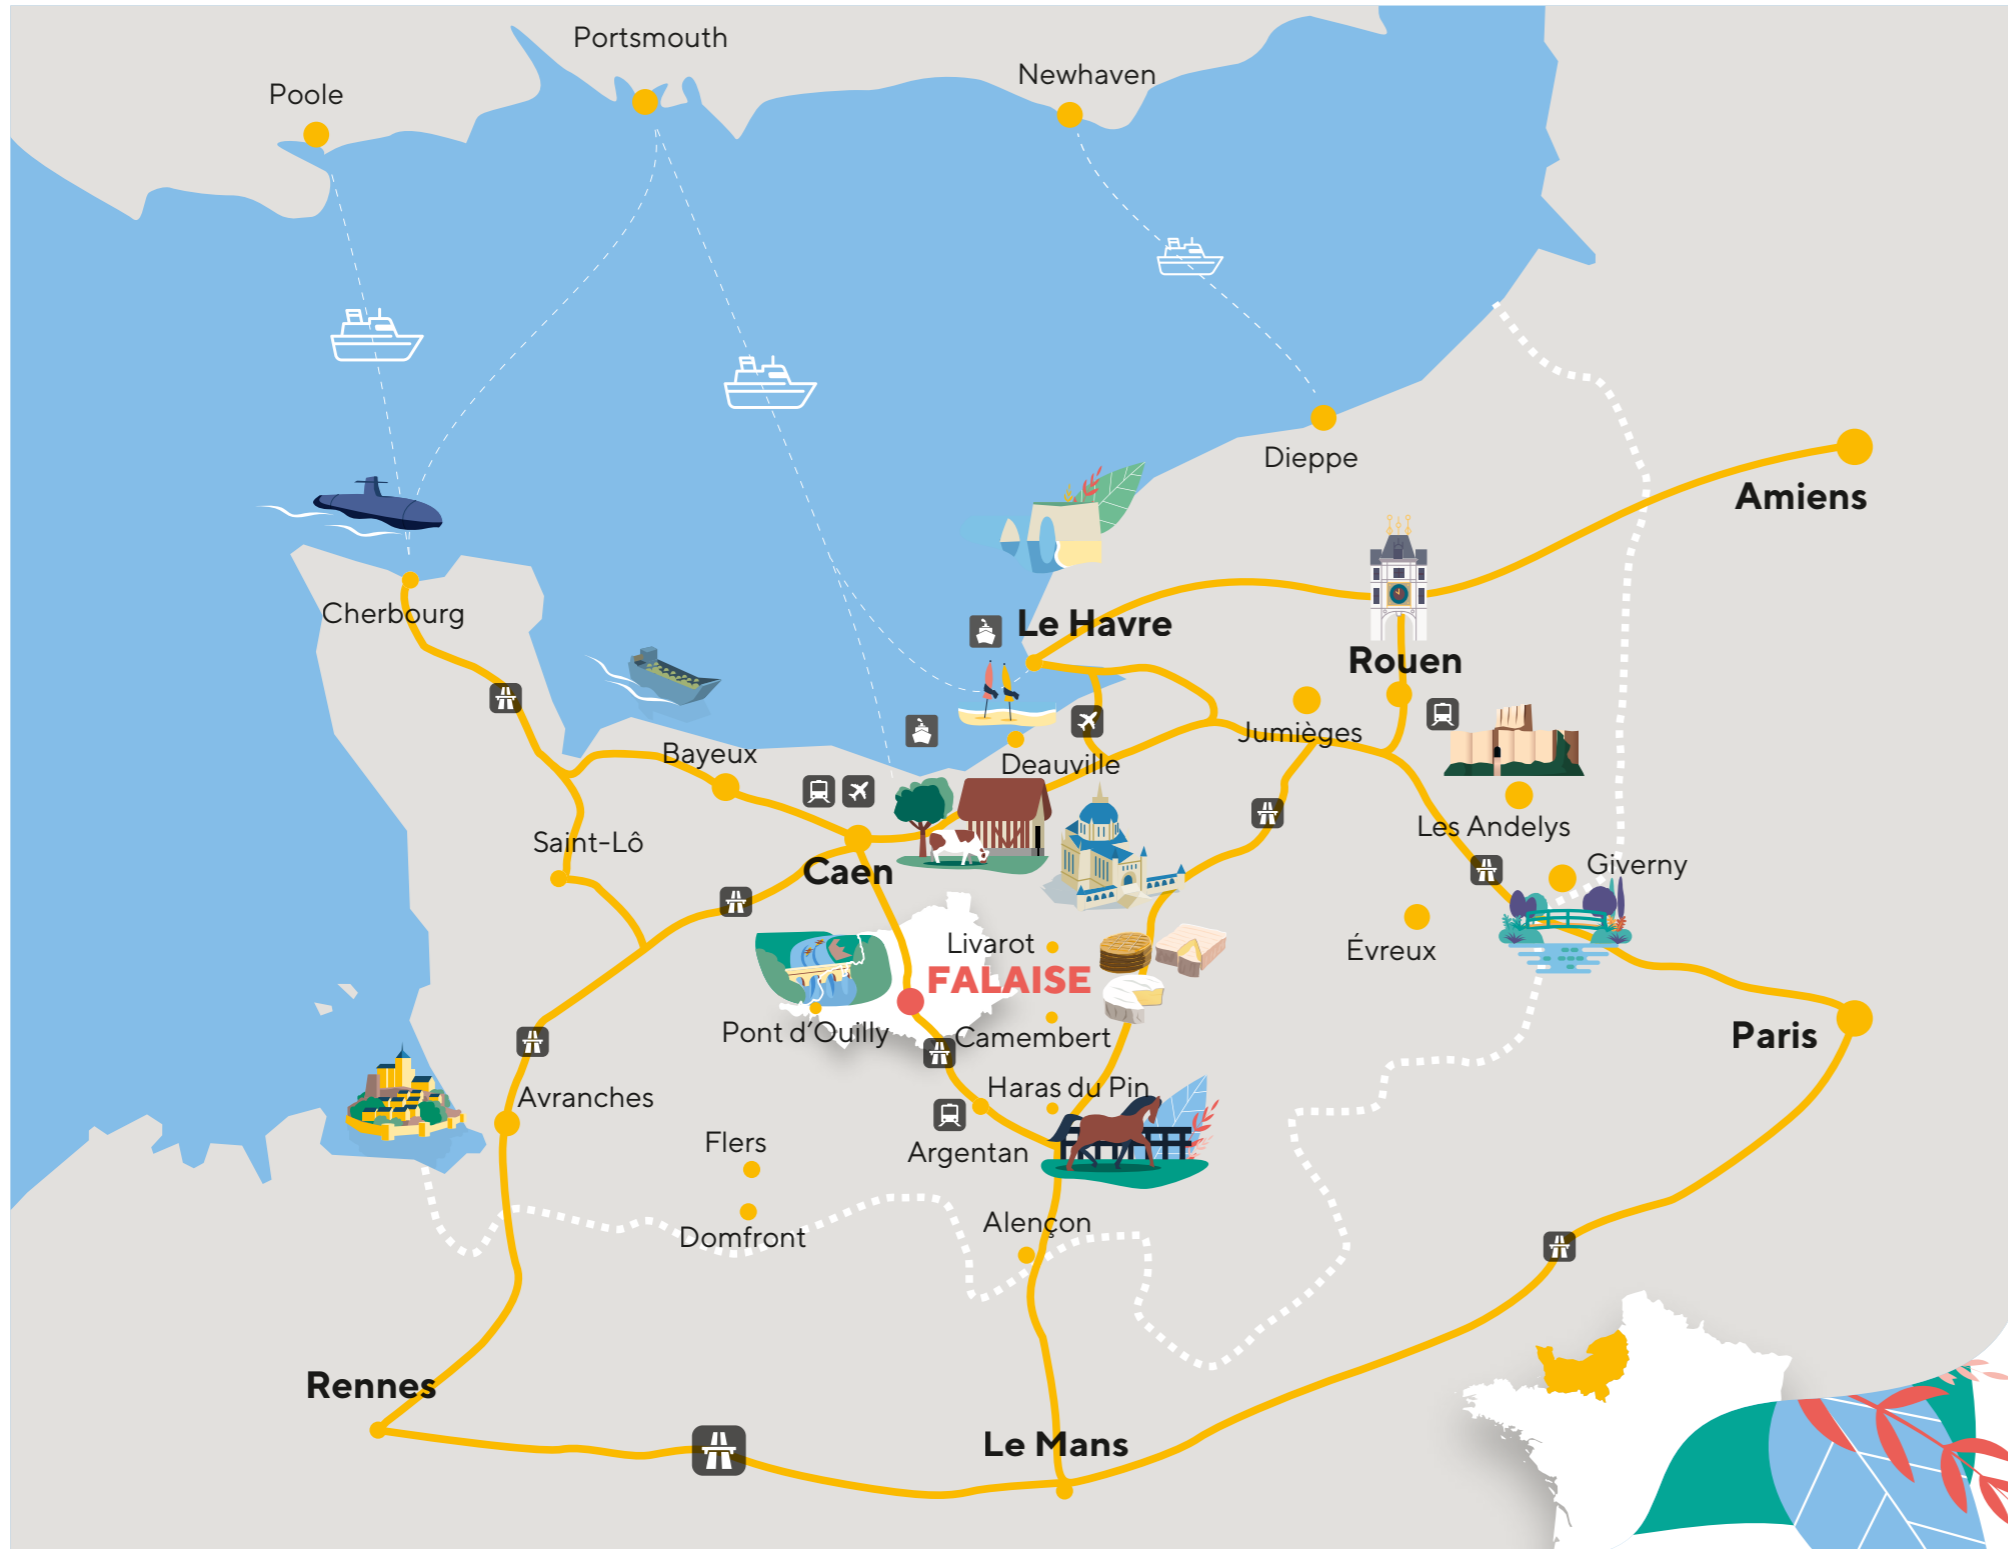 Portsmouth
Newhaven
Poole
Dieppe
Amiens
Cherbourg
Le Havre
Rouen
Jumièges
Bayeux
Deauville
Les Andelys
Saint-Lô
Giverny
Caen
Livarot
Évreux
FALAISE
Pont d'Ouilly
Camembert
Paris
Haras du Pin
Avranches
Flers
Argentan
Alençon
Domfront
Rennes
Le Mans